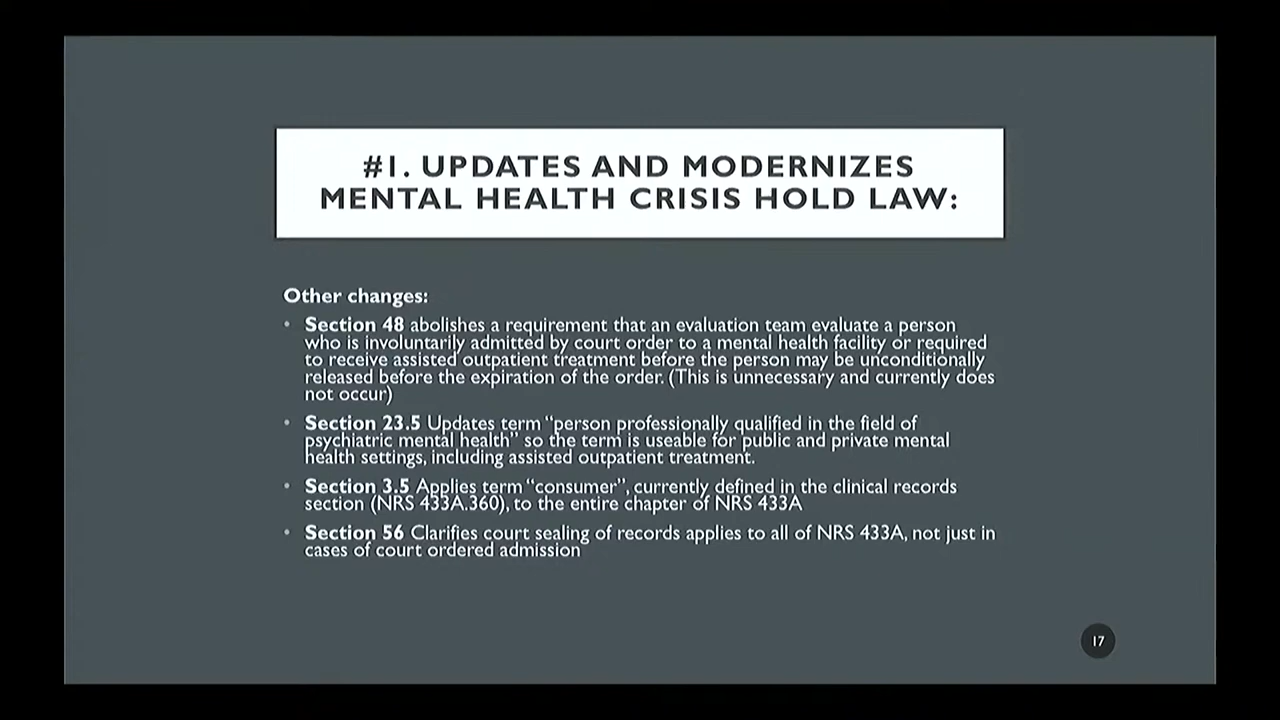 #1. UPDATES AND MODERNIZES
MENTAL HEALTH CRISIS HOLD LAW:
Other changes:
• Section 48 abolishes a requirement that an evaluation team evaluate a person
who is involuntarily admitted by court order to a mental health facility or required
to receive assisted outpatient treatment before the person may be unconditionally
released before the expiration of the order. (This is unnecessary and currently does
not occur)
• Section 23.5 Updates term “person professionally qualified in the field of
psychiatric mental health” so the term is useable for public and private mental
health settings, including assisted outpatient treatment.
• Section 3.5 Applies term “consumer”, currently defined in the clinical records
section (NRS 433A.360), to the entire chapter of NRS 433A
• Section 56 Clarifies court sealing of records applies to all of NRS 433A, not just in
cases of court ordered admission
17